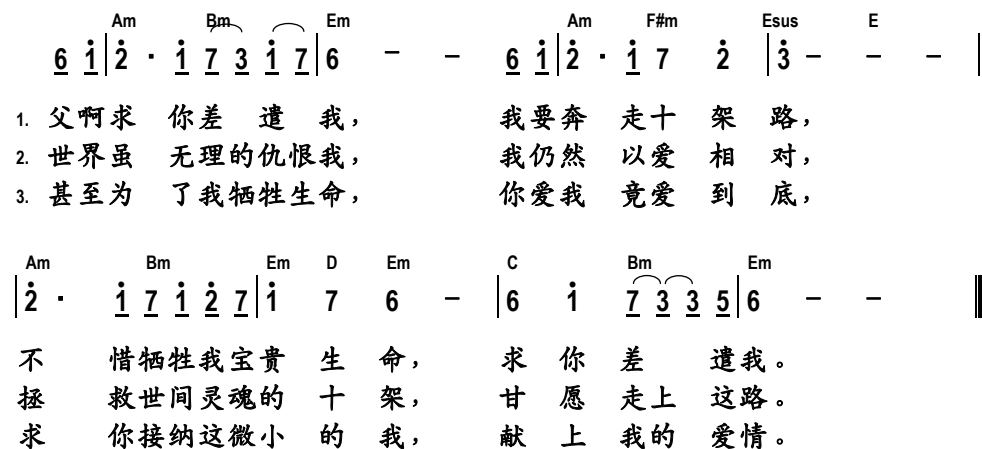 Am Bm Em Am F#m Esus E
6 1̇ | 2̇ · 1̇ 7 3 1̇ 7 | 6 – – 6 1̇ | 2̇ · 1̇ 7 2̇ | 3̇ – – – |
1. 父啊求 你差 遣 我， 我要奔 走十 架 路，
2. 世界虽 无理的仇恨我， 我仍然 以爱 相 对，
3. 甚至为 了我牺牲生命， 你爱我 竟爱 到 底，
Am Bm Em D Em C Bm Em
| 2̇ · 1̇ 7 1̇ 2̇ 7 | 1̇ 7 6 – | 6 1̇ 7 3 3 5 | 6 – – ‖
不 惜牺牲我宝贵 生 命， 求 你 差 遣我。
拯 救世间灵魂的 十 架， 甘 愿 走上 这路。
求 你接纳这微小 的 我， 献 上 我的 爱情。